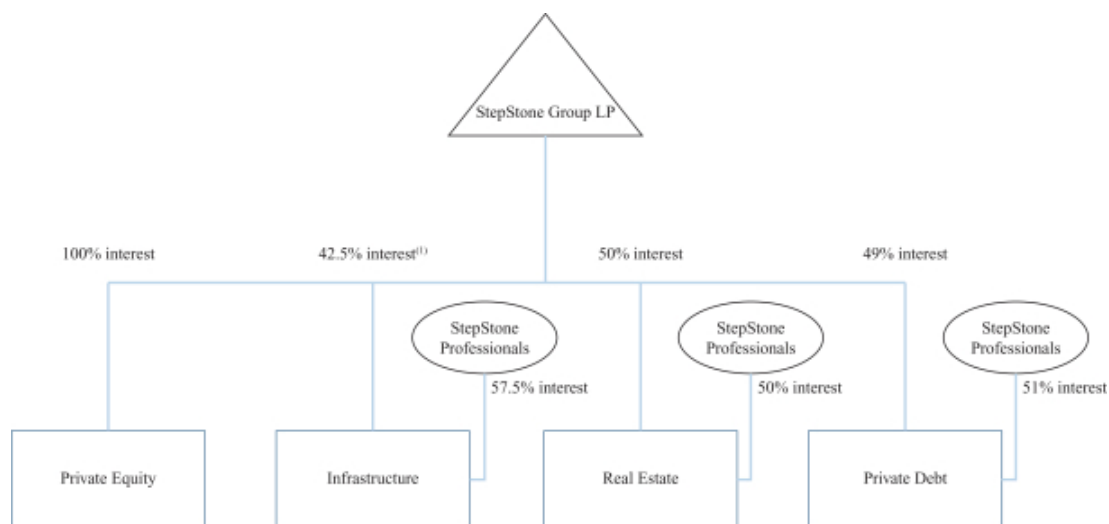 StepStone Group LP
100% interest
42.5% interest⁽¹⁾
50% interest
49% interest
StepStone
Professionals
StepStone
Professionals
StepStone
Professionals
57.5% interest
50% interest
51% interest
Private Equity
Infrastructure
Real Estate
Private Debt